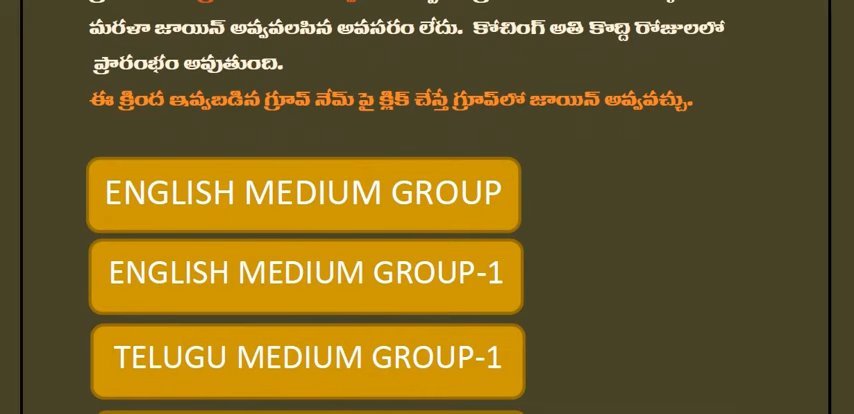 మరళా జాయిన్ అవ్వవలసిన అవసరం లేదు. కోచింగ్ అతి కొద్ది రోజులలో
ప్రారంభం అవుతుంది.
ఈ క్రింద ఇవ్వబడిన గ్రూప్ నేమ్ పై క్లిక్ చేస్తే గ్రూప్‌లో జాయిన్ అవ్వవచ్చు.
ENGLISH MEDIUM GROUP
ENGLISH MEDIUM GROUP-1
TELUGU MEDIUM GROUP-1